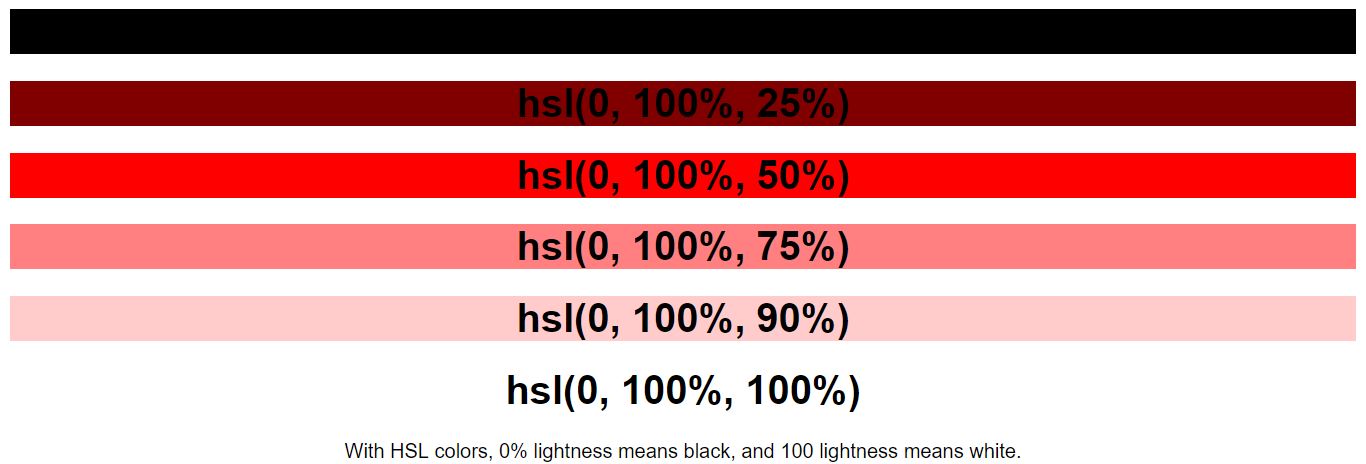 hsl(0, 100%, 25%)
hsl(0, 100%, 50%)
hsl(0, 100%, 75%)
hsl(0, 100%, 90%)
hsl(0, 100%, 100%)
With HSL colors, 0% lightness means black, and 100 lightness means white.